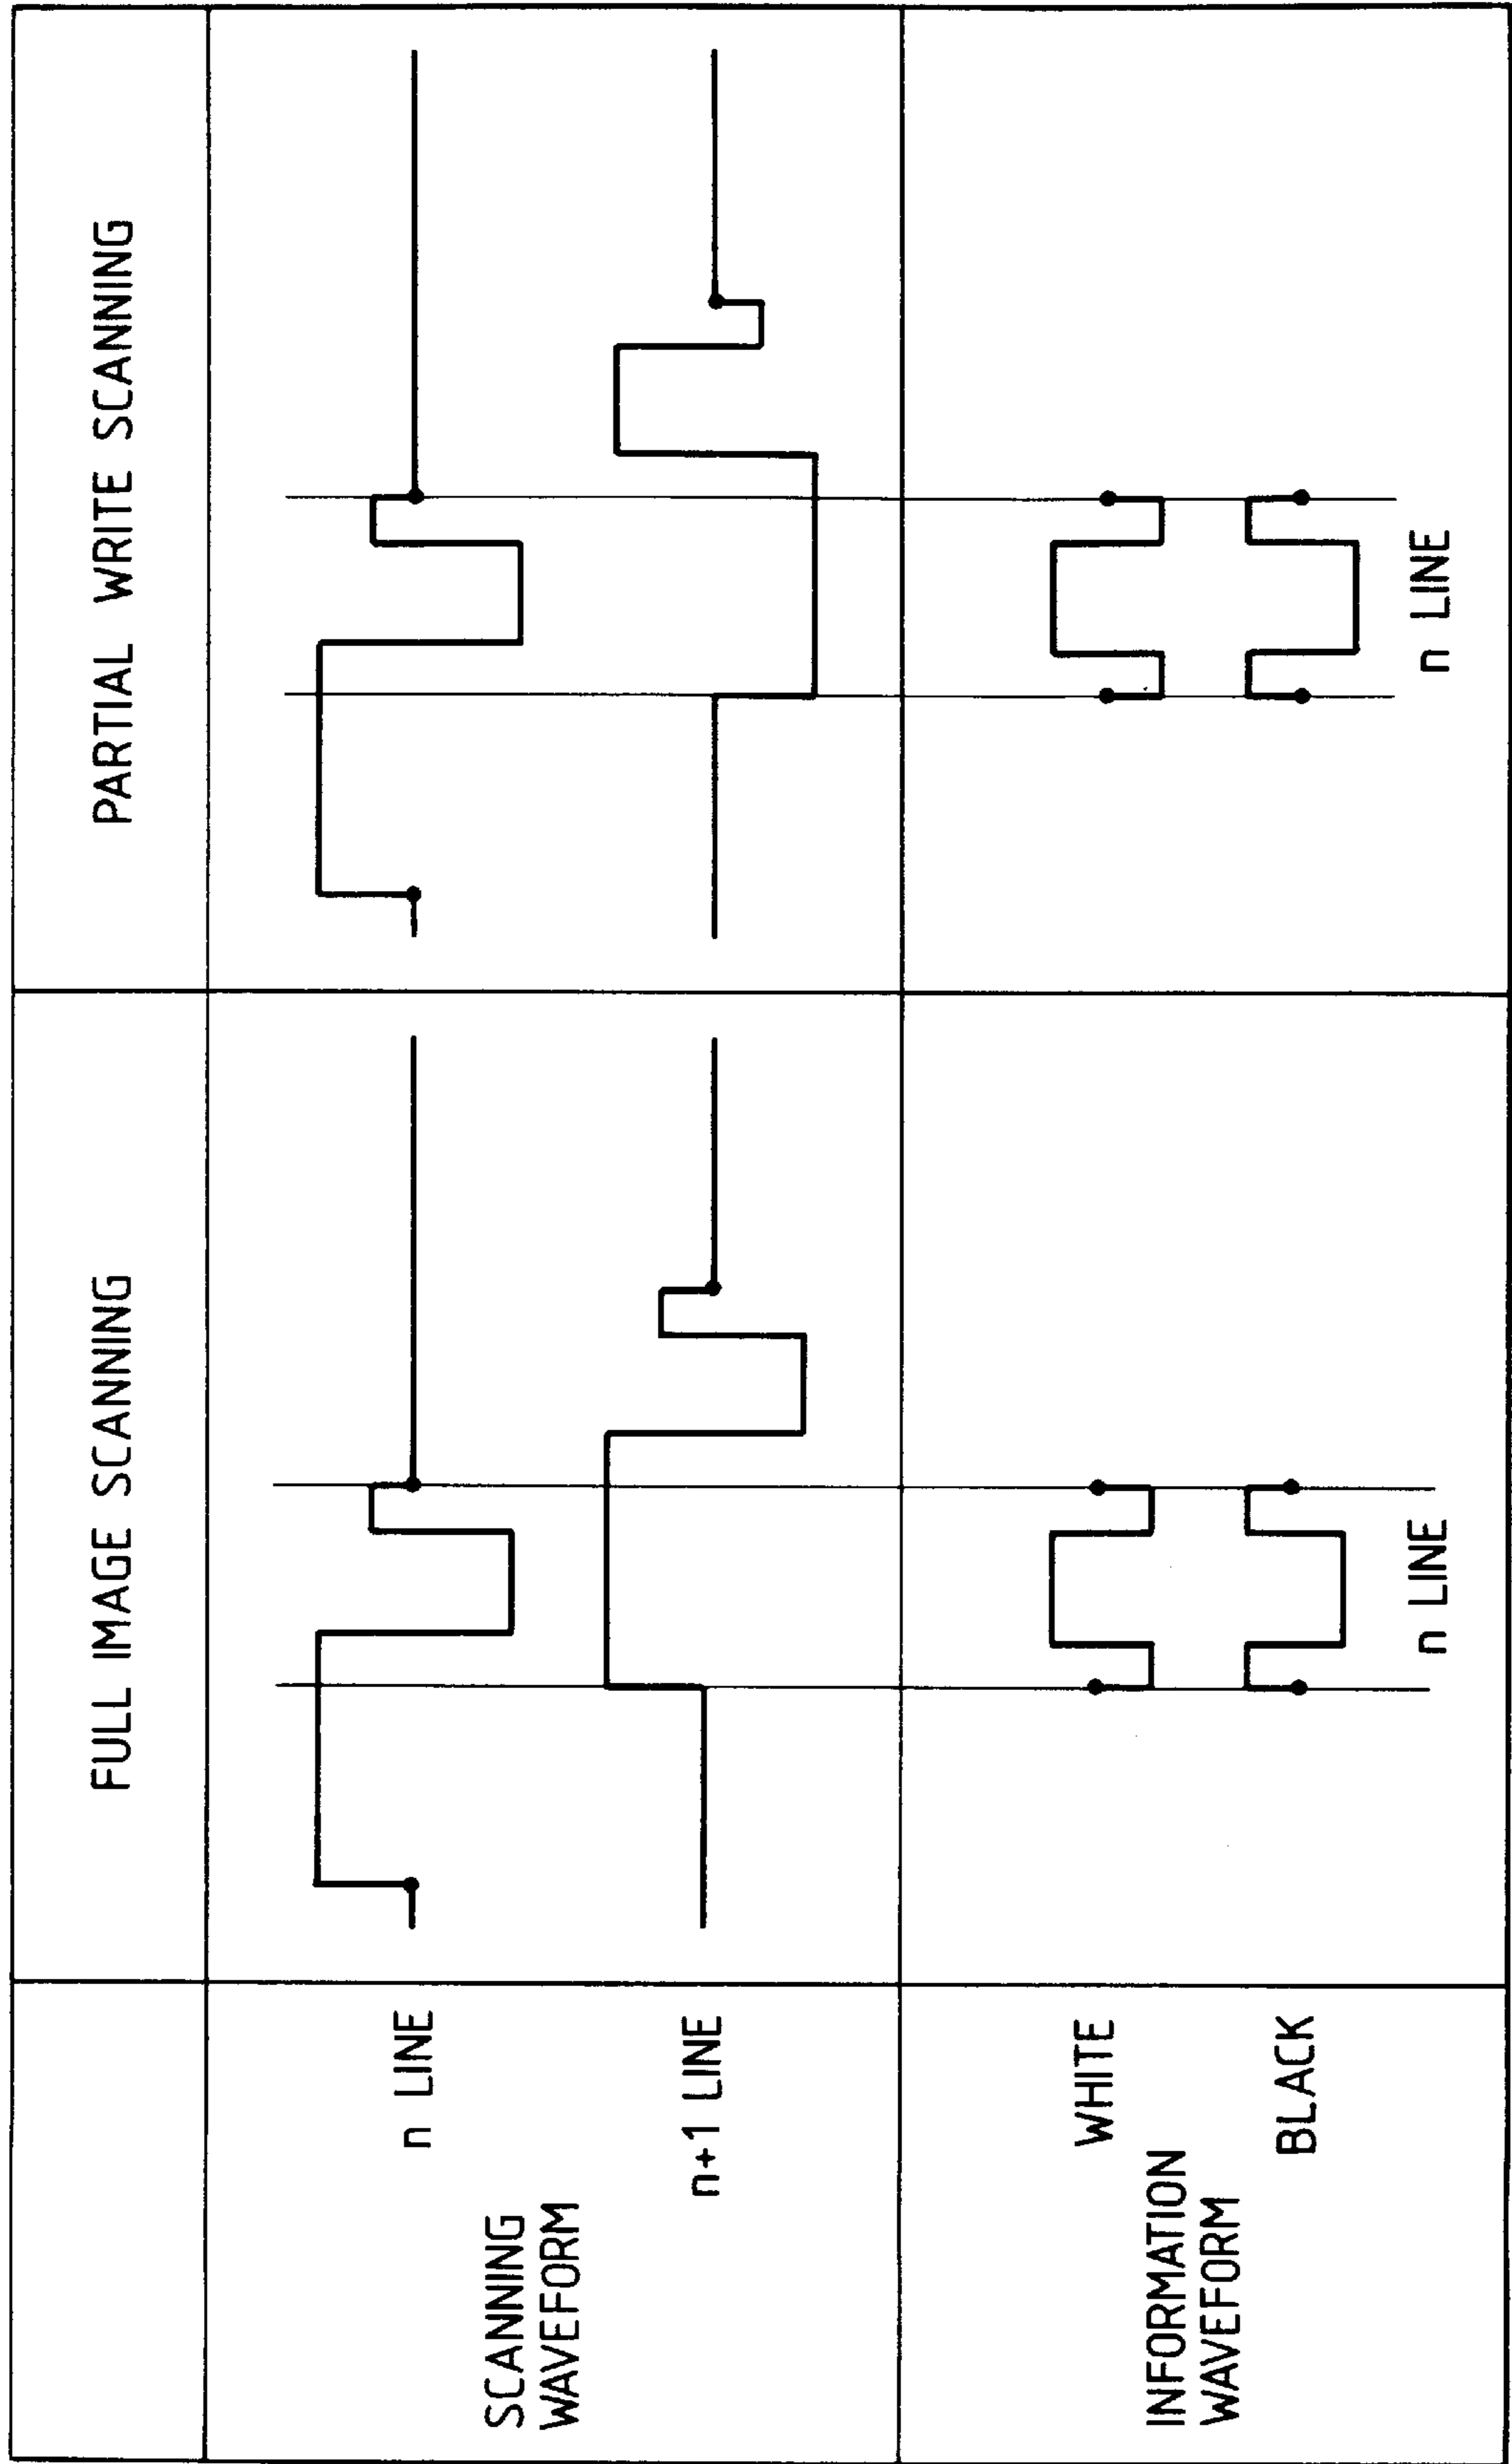 FULL IMAGE SCANNING
PARTIAL WRITE SCANNING
SCANNING
WAVEFORM
n LINE
n+1 LINE
INFORMATION
WAVEFORM
WHITE
BLACK
n LINE
n LINE